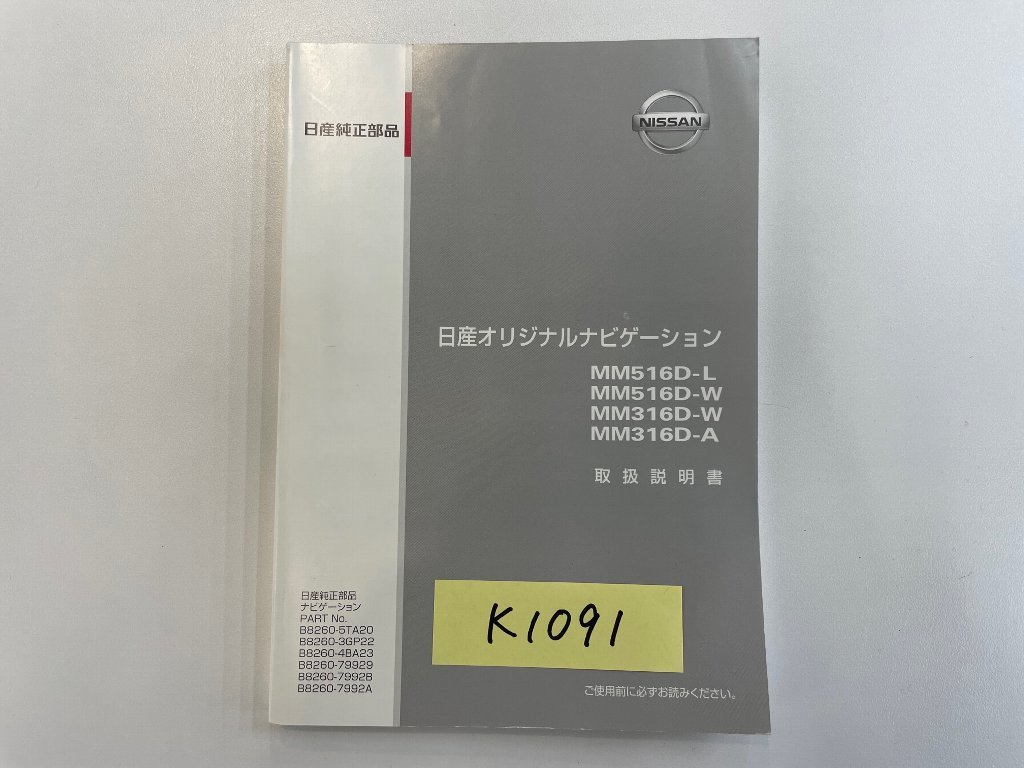 日産純正部品
NISSAN
日産オリジナルナビゲーション
MM516D-L
MM516D-W
MM316D-W
MM316D-A
取扱説明書
日産純正部品
ナビゲーション
PART No.
B8260-5TA20
B8260-3GP22
B8260-4BA23
B8260-79929
B8260-7992B
B8260-7992A
K1091
ご使用前に必ずお読みください。